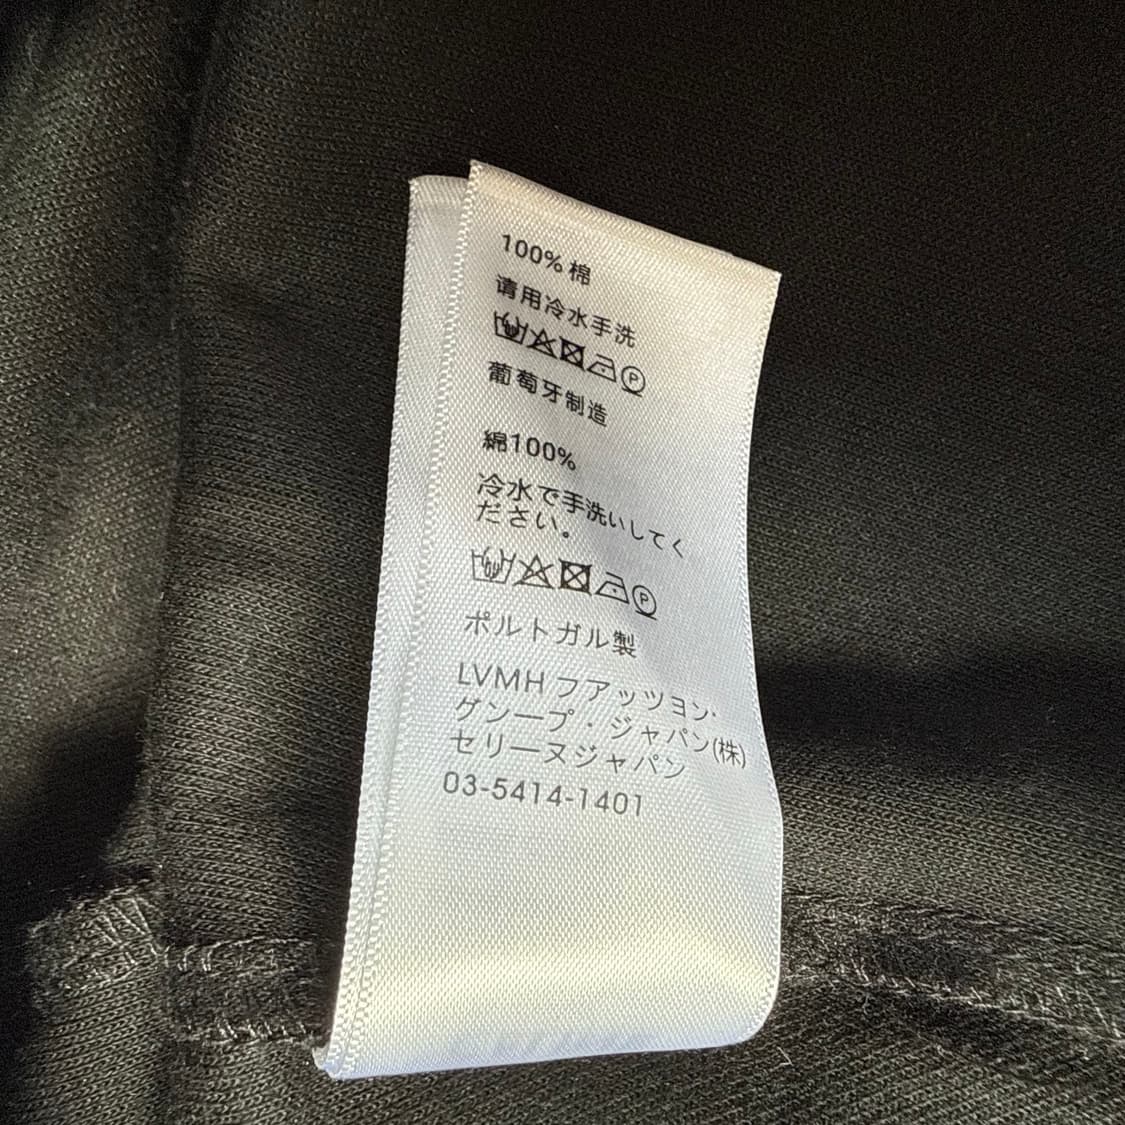 100% 棉
请用冷水手洗
P
葡萄牙制造
綿100%
冷水で手洗いしてく
ださい。
P
ポルトガル製
LVMH フアッツヨン·
ゲンープ・ジャパン(株)
セリーヌジャパン
03-5414-1401